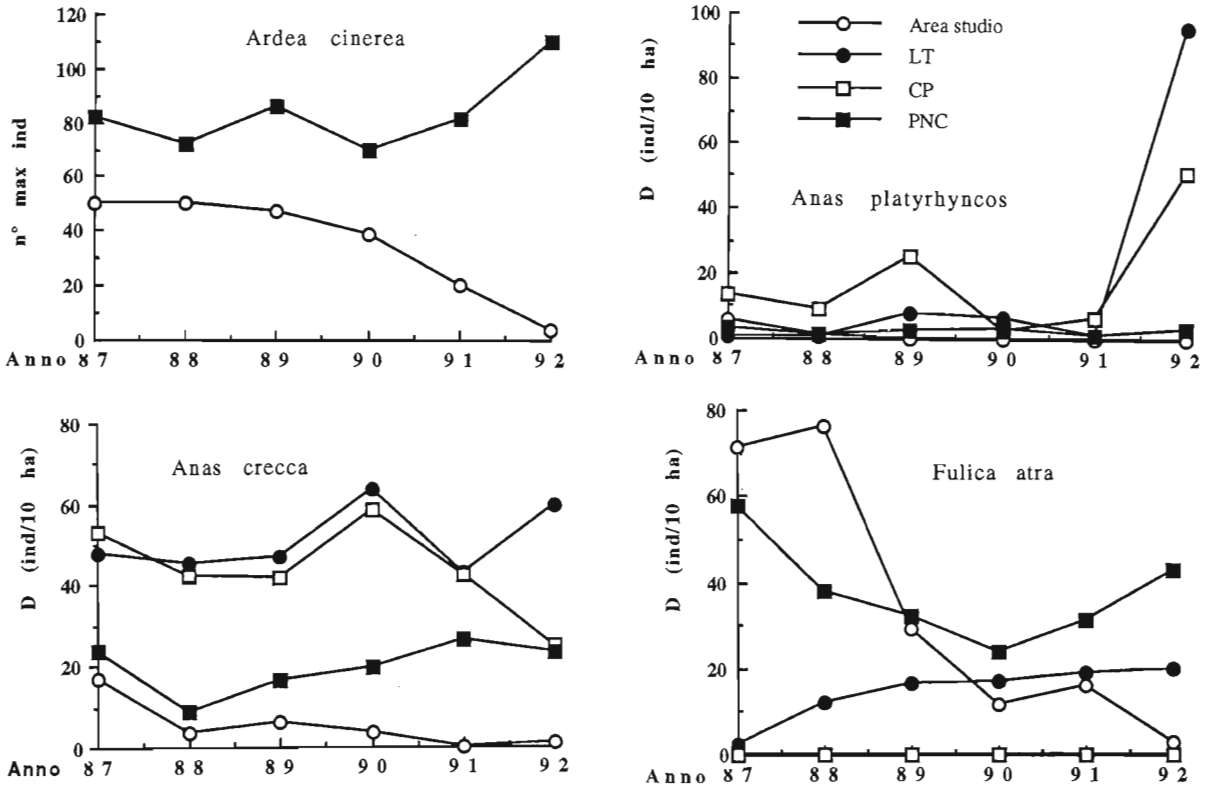 Ardea cinerea
n° max ind
120
100
80
60
40
20
0
Anno 87 88 89 90 91 92
Area studio
LT
CP
PNC
Anas platyrhyncos
D (ind/10 ha)
100
80
60
40
20
0
Anno 87 88 89 90 91 92
Anas crecca
D (ind/10 ha)
80
60
40
20
0
Anno 87 88 89 90 91 92
Fulica atra
D (ind/10 ha)
80
60
40
20
0
Anno 87 88 89 90 91 92